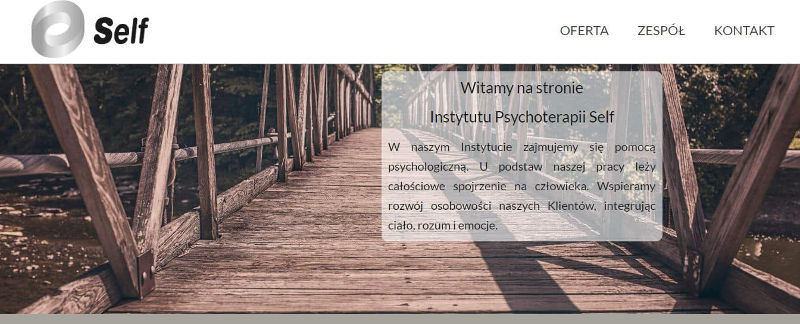 Self
OFERTA ZESPÓŁ KONTAKT
Witamy na stronie
Instytutu Psychoterapii Self
W naszym Instytucie zajmujemy się pomocą
psychologiczną. U podstaw naszej pracy leży
całościowe spojrzenie na człowieka. Wspieramy
rozwój osobowości naszych Klientów, integrując
ciało, rozum i emocje.